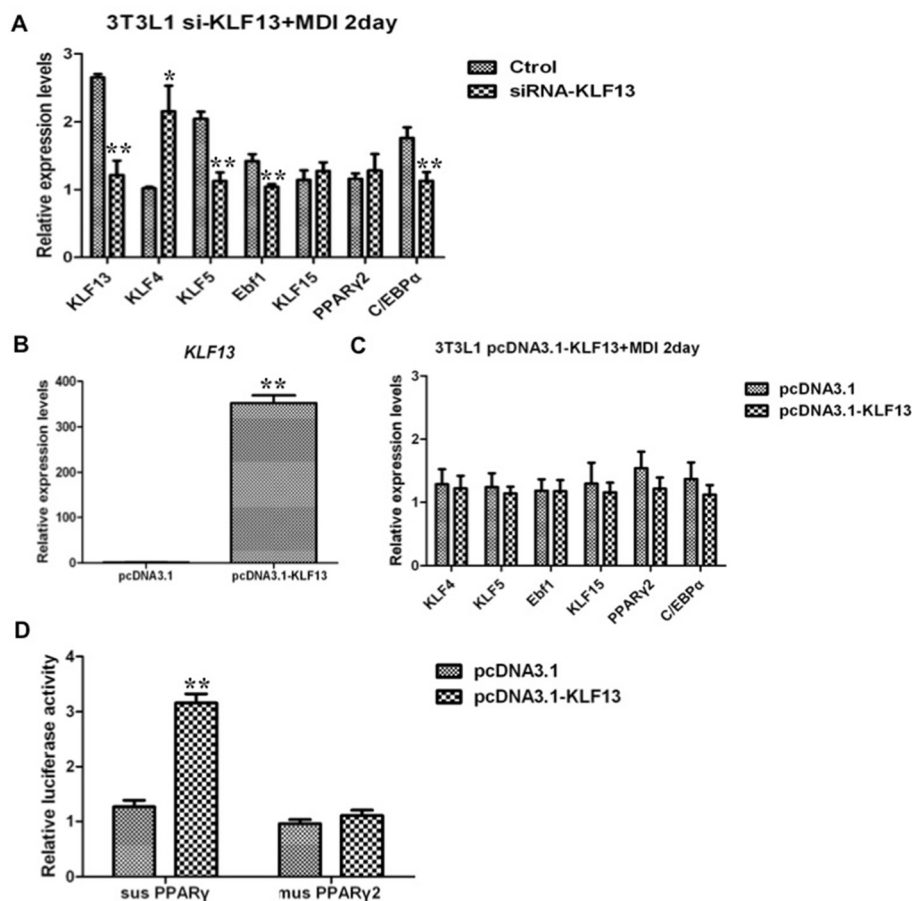 A
3T3L1 si-KLF13+MDI 2day
Relative expression levels
3
2
1
0
*
**
**
**
**
KLF13
KLF4
KLF5
Ebf1
KLF15
PPARγ2
C/EBPα
Ctrol
siRNA-KLF13
B
KLF13
Relative expression levels
400
300
200
100
0
**
pcDNA3.1
pcDNA3.1-KLF13
C
3T3L1 pcDNA3.1-KLF13+MDI 2day
Relative expression levels
3
2
1
0
KLF4
KLF5
Ebf1
KLF15
PPARγ2
C/EBPα
pcDNA3.1
pcDNA3.1-KLF13
D
Relative luciferase activity
4
3
2
1
0
**
sus PPARγ
mus PPARγ2
pcDNA3.1
pcDNA3.1-KLF13